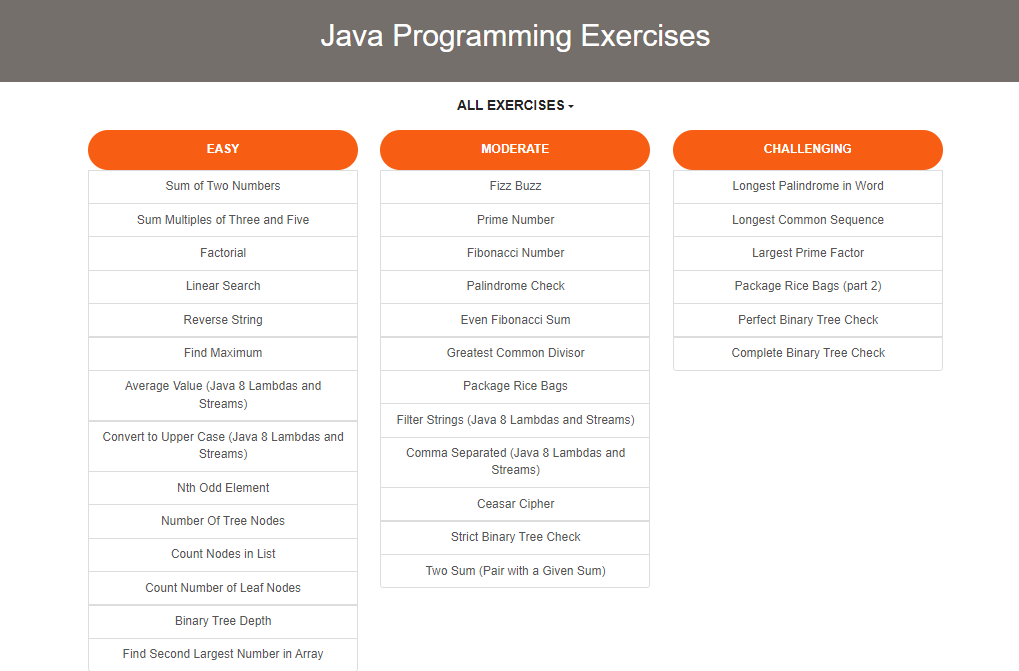 Java Programming Exercises
ALL EXERCISES
EASY
Sum of Two Numbers
Sum Multiples of Three and Five
Factorial
Linear Search
Reverse String
Find Maximum
Average Value (Java 8 Lambdas and
Streams)
Convert to Upper Case (Java 8 Lambdas and
Streams)
Nth Odd Element
Number Of Tree Nodes
Count Nodes in List
Count Number of Leaf Nodes
Binary Tree Depth
Find Second Largest Number in Array
MODERATE
Fizz Buzz
Prime Number
Fibonacci Number
Palindrome Check
Even Fibonacci Sum
Greatest Common Divisor
Package Rice Bags
Filter Strings (Java 8 Lambdas and Streams)
Comma Separated (Java 8 Lambdas and
Streams)
Ceasar Cipher
Strict Binary Tree Check
Two Sum (Pair with a Given Sum)
CHALLENGING
Longest Palindrome in Word
Longest Common Sequence
Largest Prime Factor
Package Rice Bags (part 2)
Perfect Binary Tree Check
Complete Binary Tree Check